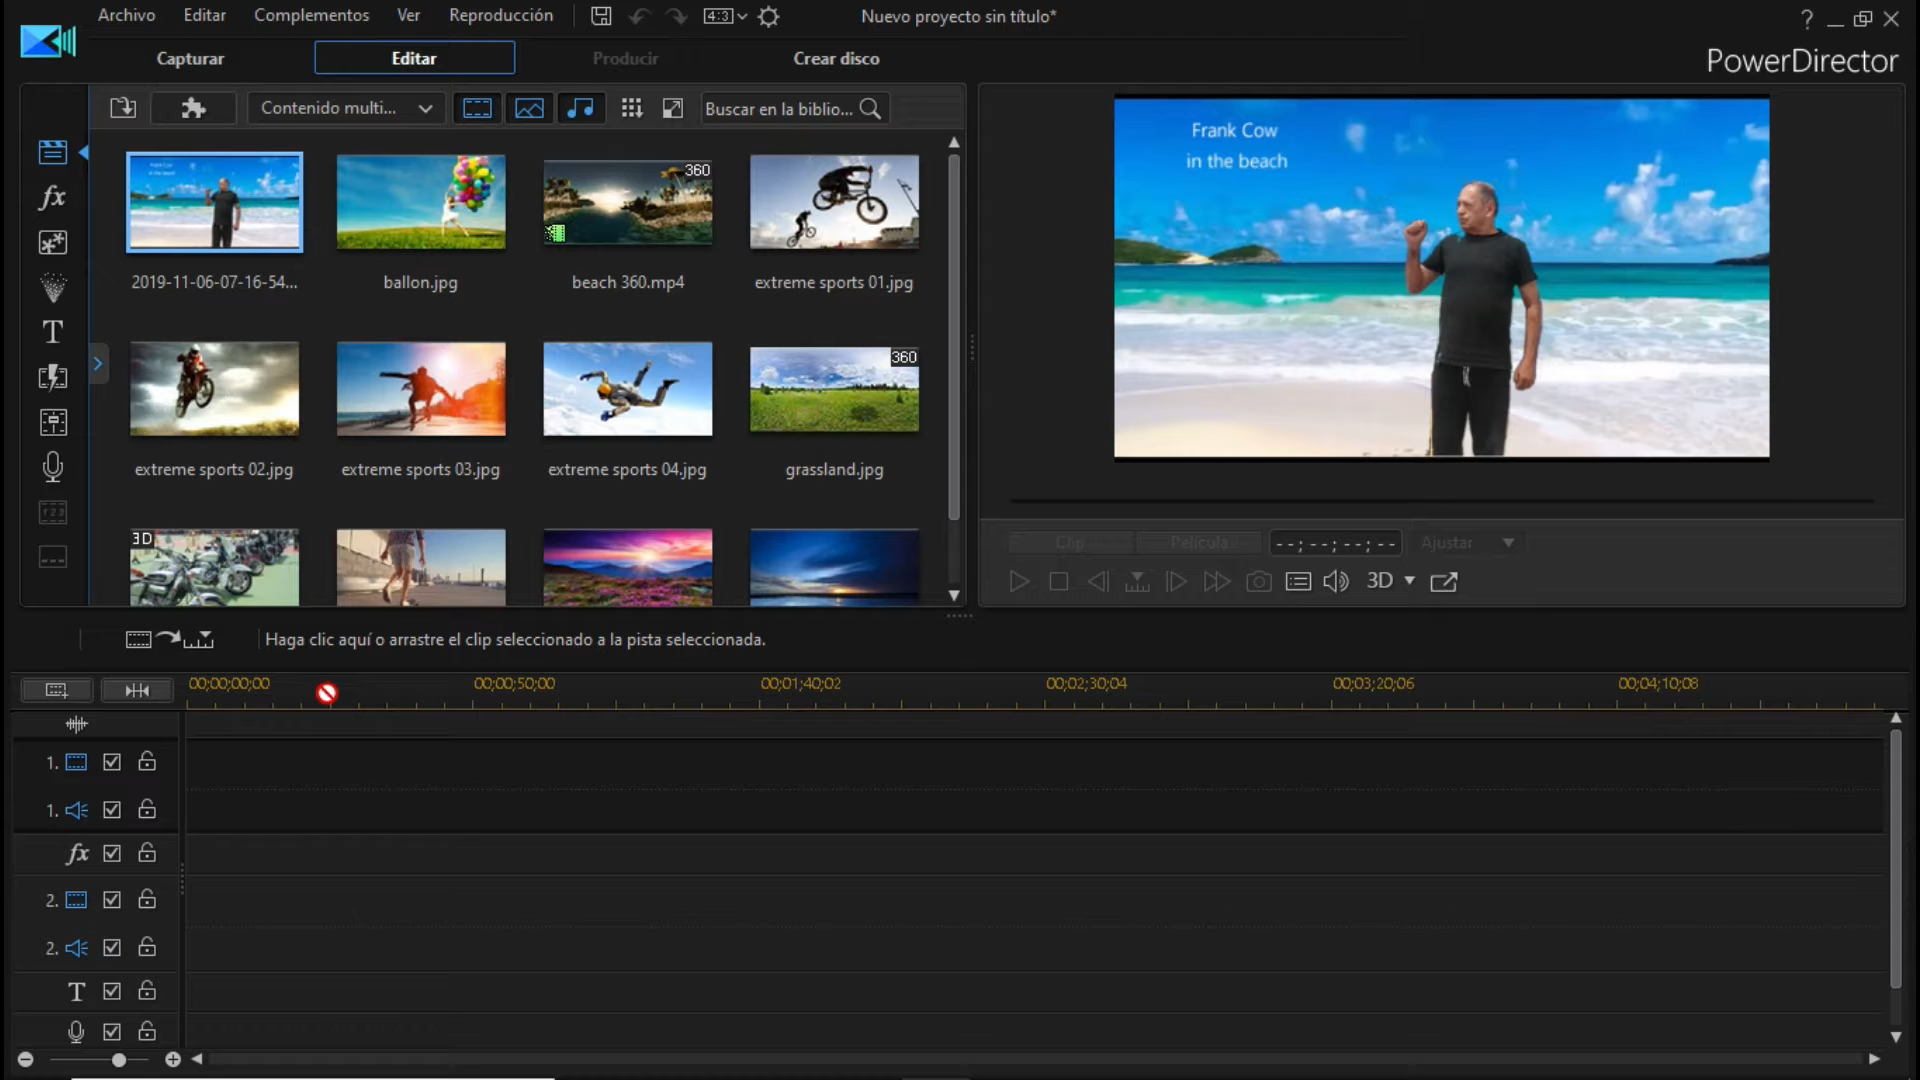 Archivo Editar Complementos Ver Reproducción 4:3 Nuevo proyecto sin título* ?
Capturar Editar Producir Crear disco PowerDirector
Contenido multi... Buscar en la biblio...
Frank Cow
in the beach
360
fx
2019-11-06-07-16-54... ballon.jpg beach 360.mp4 extreme sports 01.jpg
T
360
extreme sports 02.jpg extreme sports 03.jpg extreme sports 04.jpg grassland.jpg
1 2 3
3D
Clip Película --;--;--;-- Ajustar
3D
Haga clic aquí o arrastre el clip seleccionado a la pista seleccionada.
00;00;00;00 00;00;50;00 00;01;40;02 00;02;30;04 00;03;20;06 00;04;10;08
1.
1.
fx
2.
2.
T